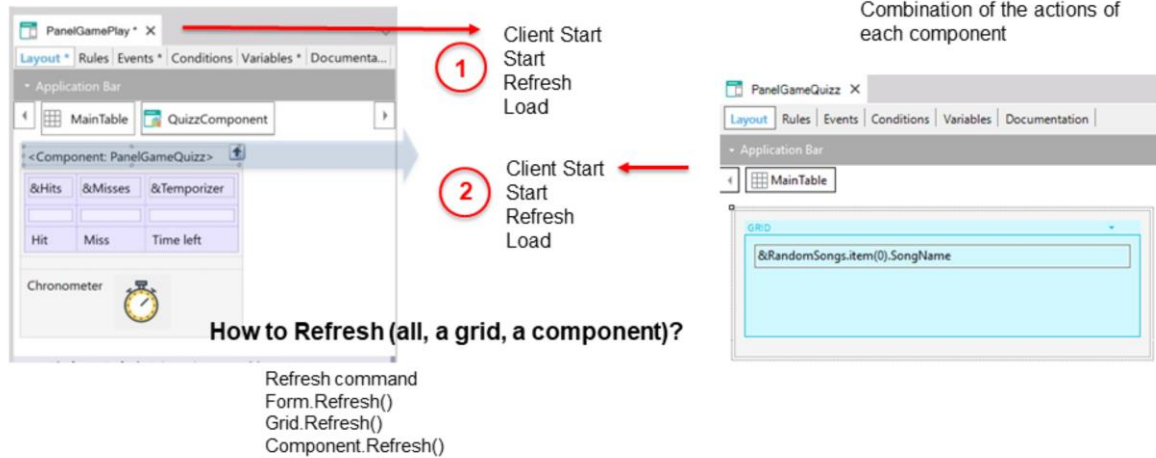 Combination of the actions of
each component
PanelGamePlay * X
Layout * Rules Events * Conditions Variables * Documenta...
Application Bar
MainTable QuizzComponent
<Component: PanelGameQuizz>
&Hits &Misses &Temporizer
Hit Miss Time left
Chronometer
1
Client Start
Start
Refresh
Load
2
Client Start
Start
Refresh
Load
PanelGameQuizz X
Layout Rules Events Conditions Variables Documentation
Application Bar
MainTable
GRID
&RandomSongs.item(0).SongName
How to Refresh (all, a grid, a component)?
Refresh command
Form.Refresh()
Grid.Refresh()
Component.Refresh()